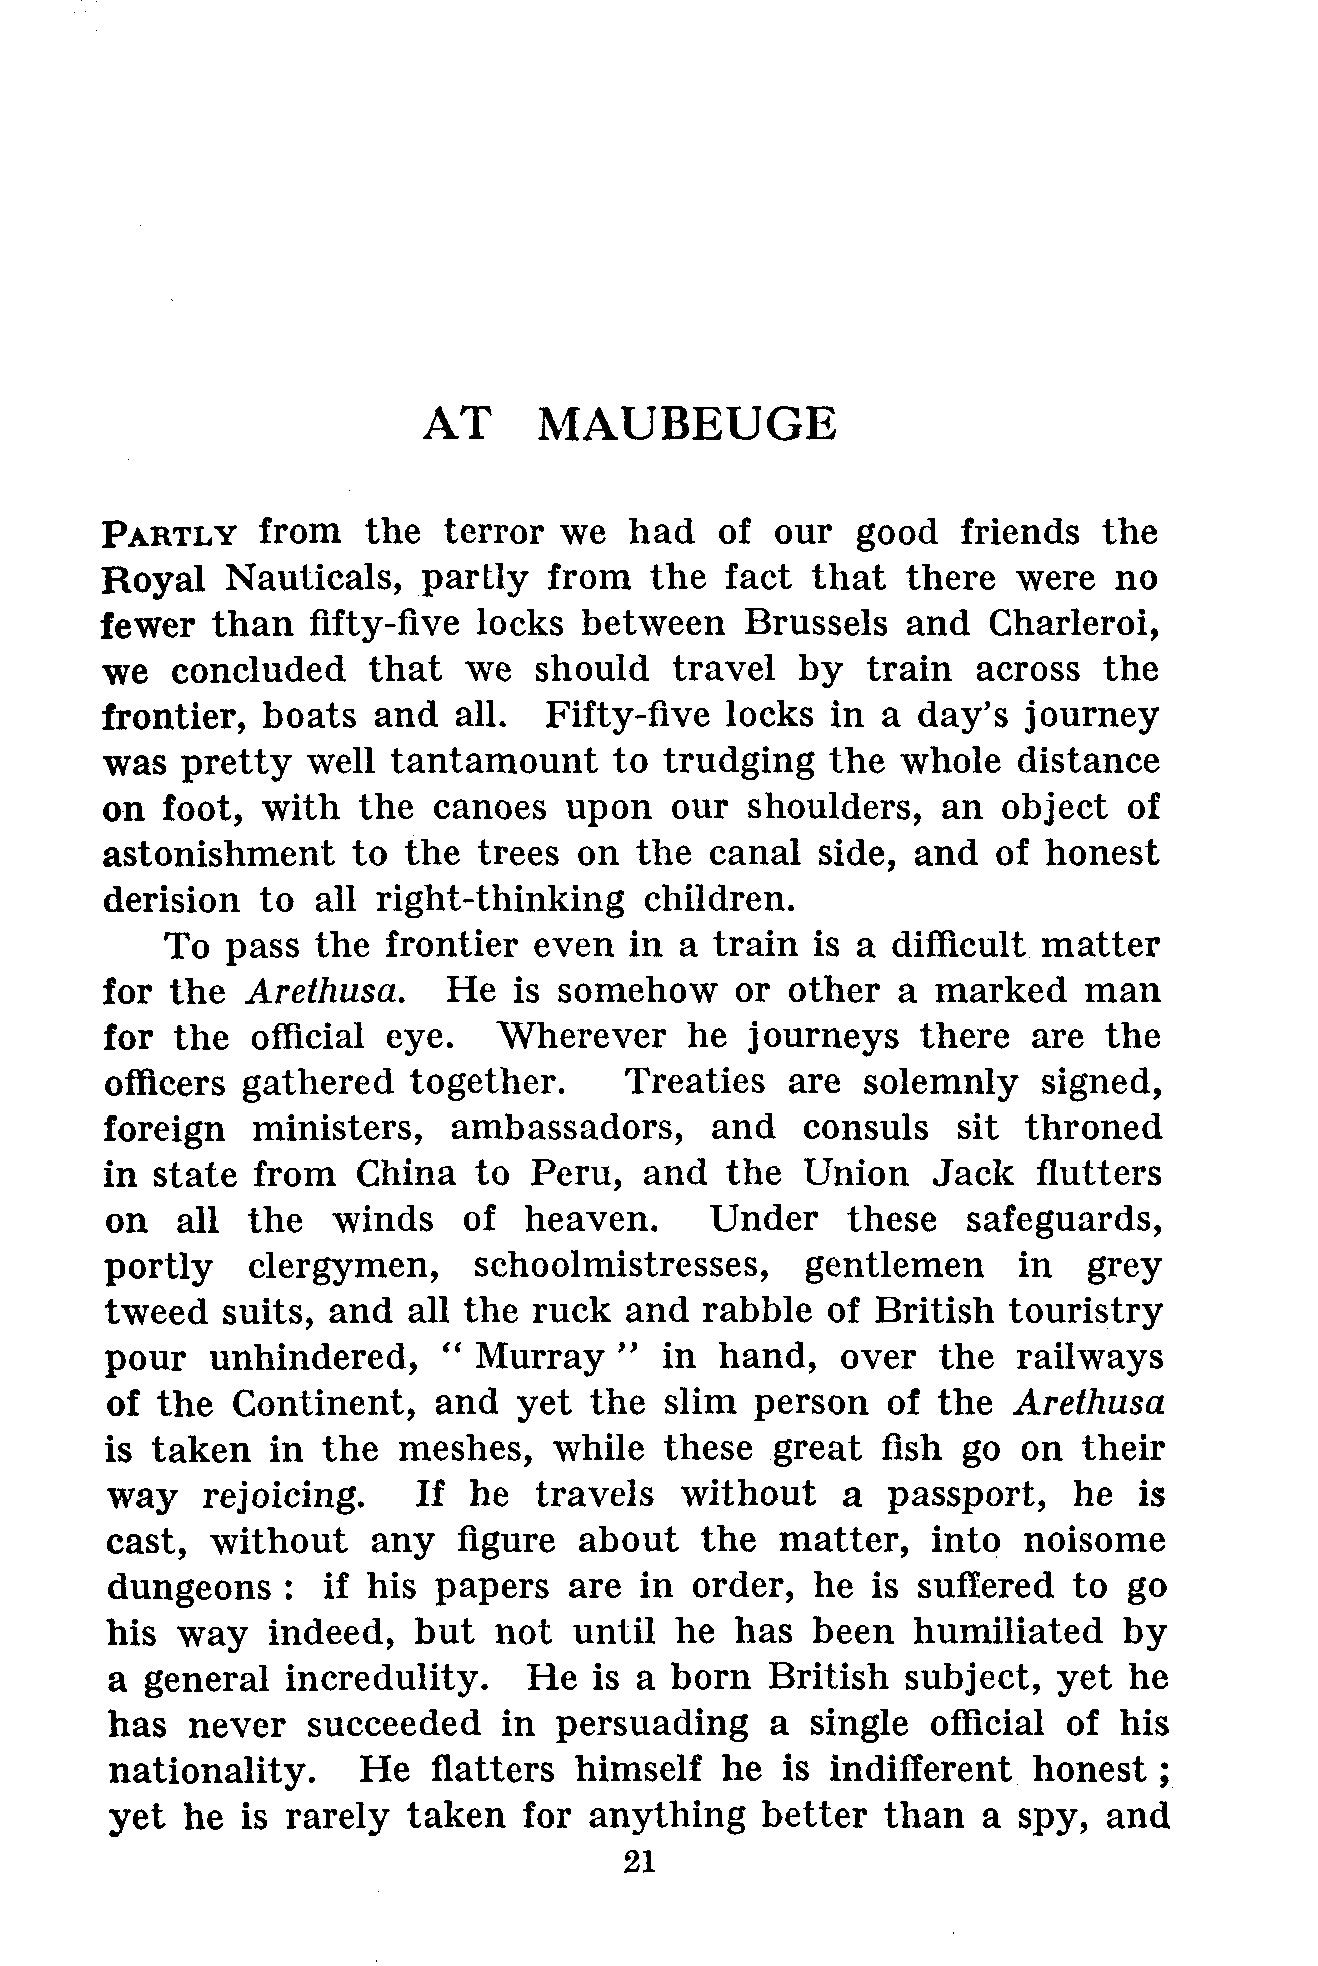 AT MAUBEUGE
PARTLY from the terror we had of our good friends the
Royal Nauticals, partly from the fact that there were no
fewer than fifty-five locks between Brussels and Charleroi,
we concluded that we should travel by train across the
frontier, boats and all. Fifty-five locks in a day's journey
was pretty well tantamount to trudging the whole distance
on foot, with the canoes upon our shoulders, an object of
astonishment to the trees on the canal side, and of honest
derision to all right-thinking children.
To pass the frontier even in a train is a difficult matter
for the Arethusa. He is somehow or other a marked man
for the official eye. Wherever he journeys there are the
officers gathered together. Treaties are solemnly signed,
foreign ministers, ambassadors, and consuls sit throned
in state from China to Peru, and the Union Jack flutters
on all the winds of heaven. Under these safeguards,
portly clergymen, schoolmistresses, gentlemen in grey
tweed suits, and all the ruck and rabble of British touristry
pour unhindered, “ Murray ” in hand, over the railways
of the Continent, and yet the slim person of the Arethusa
is taken in the meshes, while these great fish go on their
way rejoicing. If he travels without a passport, he is
cast, without any figure about the matter, into noisome
dungeons : if his papers are in order, he is suffered to go
his way indeed, but not until he has been humiliated by
a general incredulity. He is a born British subject, yet he
has never succeeded in persuading a single official of his
nationality. He flatters himself he is indifferent honest ;
yet he is rarely taken for anything better than a spy, and
21